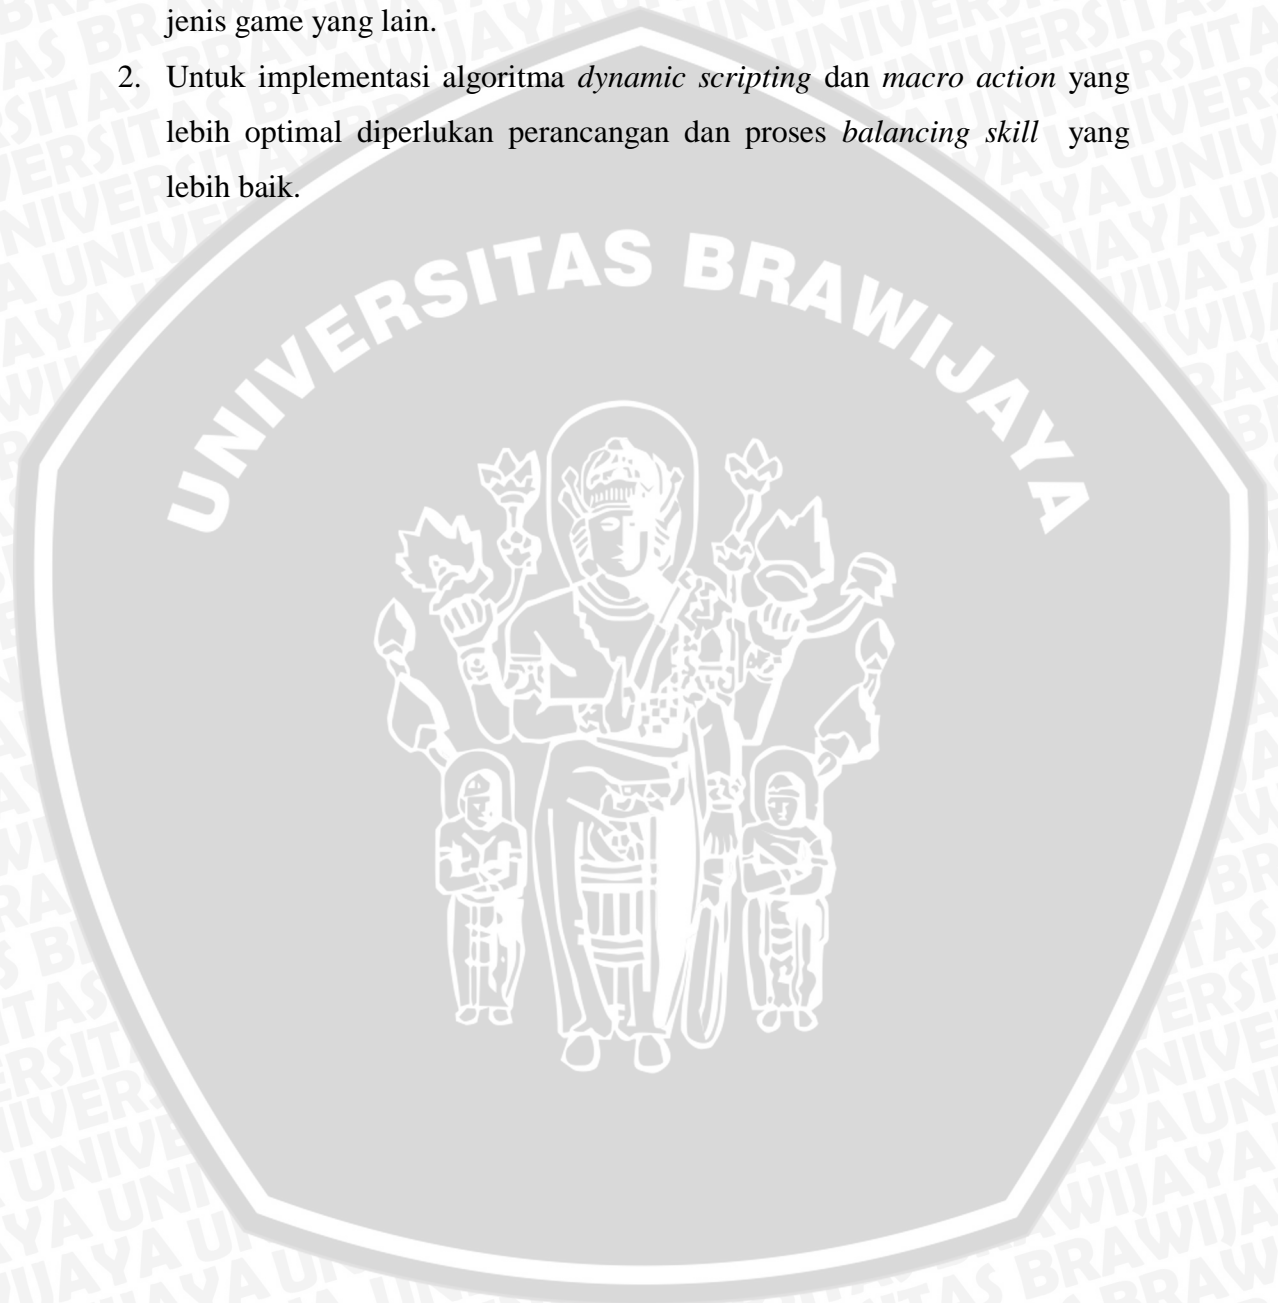 jenis game yang lain.
2. Untuk implementasi algoritma dynamic scripting dan macro action yang
lebih optimal diperlukan perancangan dan proses balancing skill yang
lebih baik.
UNIVERSITAS BRAWIJAYA